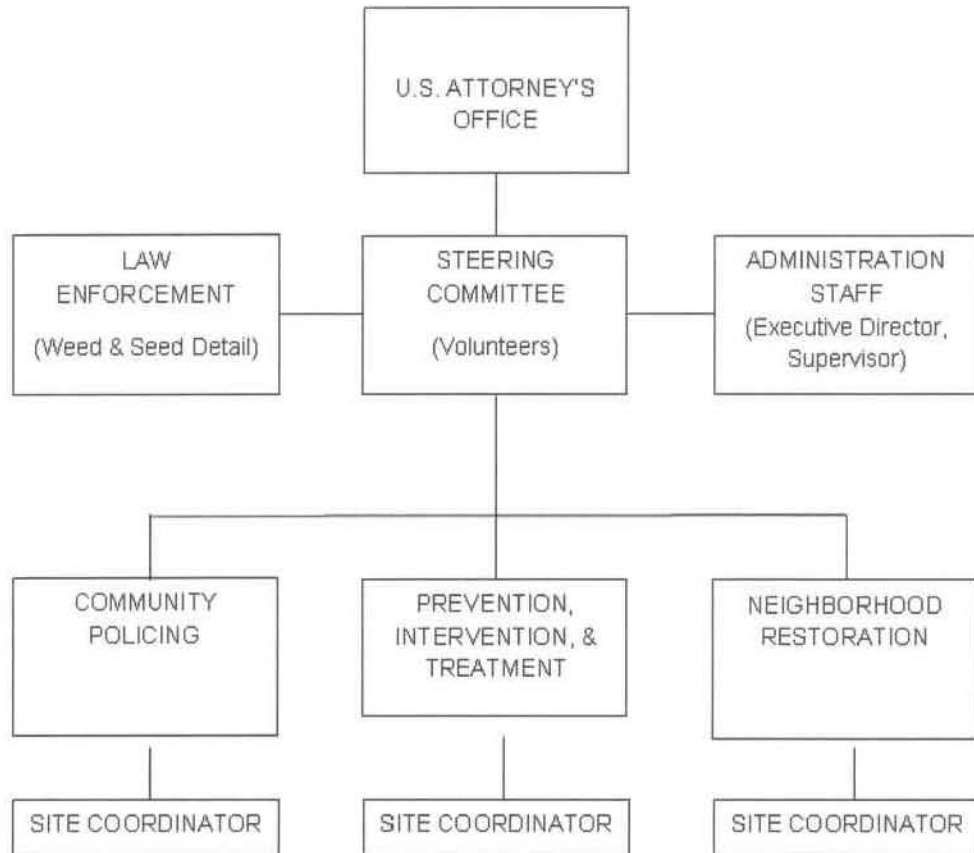 U.S. ATTORNEY'S
OFFICE
LAW
ENFORCEMENT
(Weed & Seed Detail)
STEERING
COMMITTEE
(Volunteers)
ADMINISTRATION
STAFF
(Executive Director,
Supervisor)
COMMUNITY
POLICING
PREVENTION,
INTERVENTION, &
TREATMENT
NEIGHBORHOOD
RESTORATION
SITE COORDINATOR
SITE COORDINATOR
SITE COORDINATOR